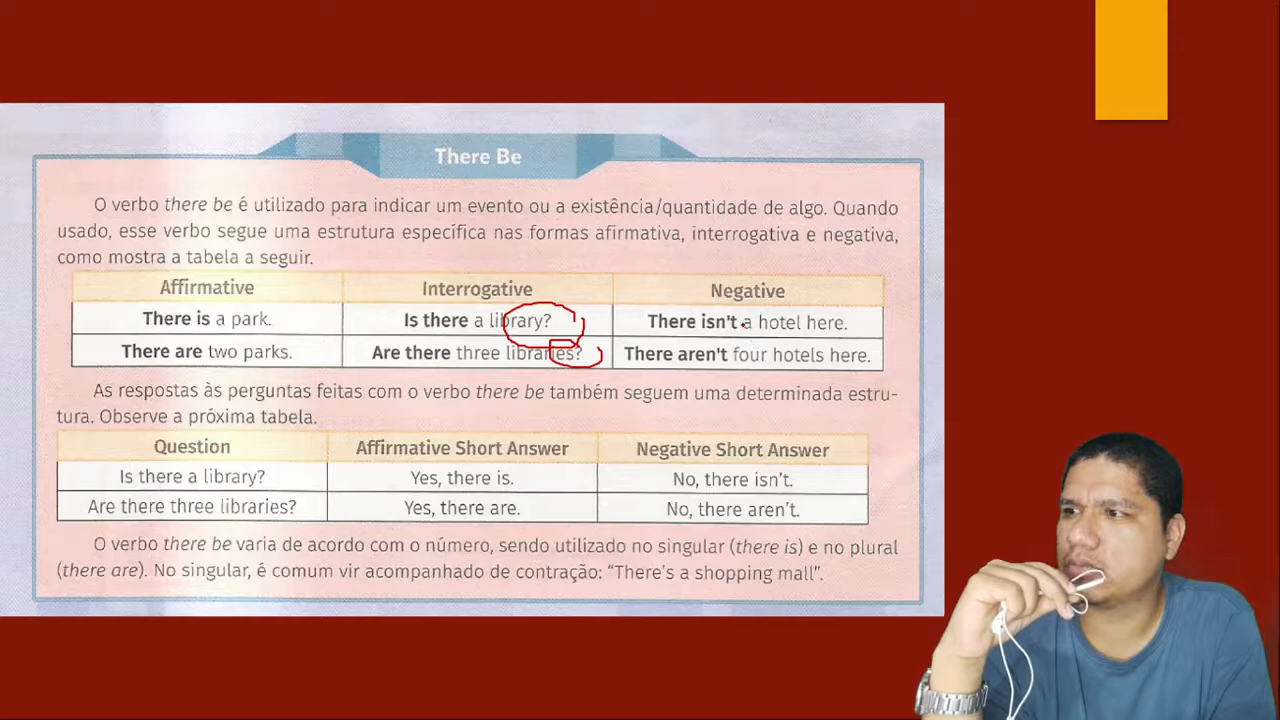 There Be
O verbo there be é utilizado para indicar um evento ou a existência/quantidade de algo. Quando
usado, esse verbo segue uma estrutura específica nas formas afirmativa, interrogativa e negativa,
como mostra a tabela a seguir.
Affirmative Interrogative Negative
There is a park. Is there a library? There isn't a hotel here.
There are two parks. Are there three libraries? There aren't four hotels here.
As respostas às perguntas feitas com o verbo there be também seguem uma determinada estru-
tura. Observe a próxima tabela.
Question Affirmative Short Answer Negative Short Answer
Is there a library? Yes, there is. No, there isn't.
Are there three libraries? Yes, there are. No, there aren't.
O verbo there be varia de acordo com o número, sendo utilizado no singular (there is) e no plural
(there are). No singular, é comum vir acompanhado de contração: “There's a shopping mall”.